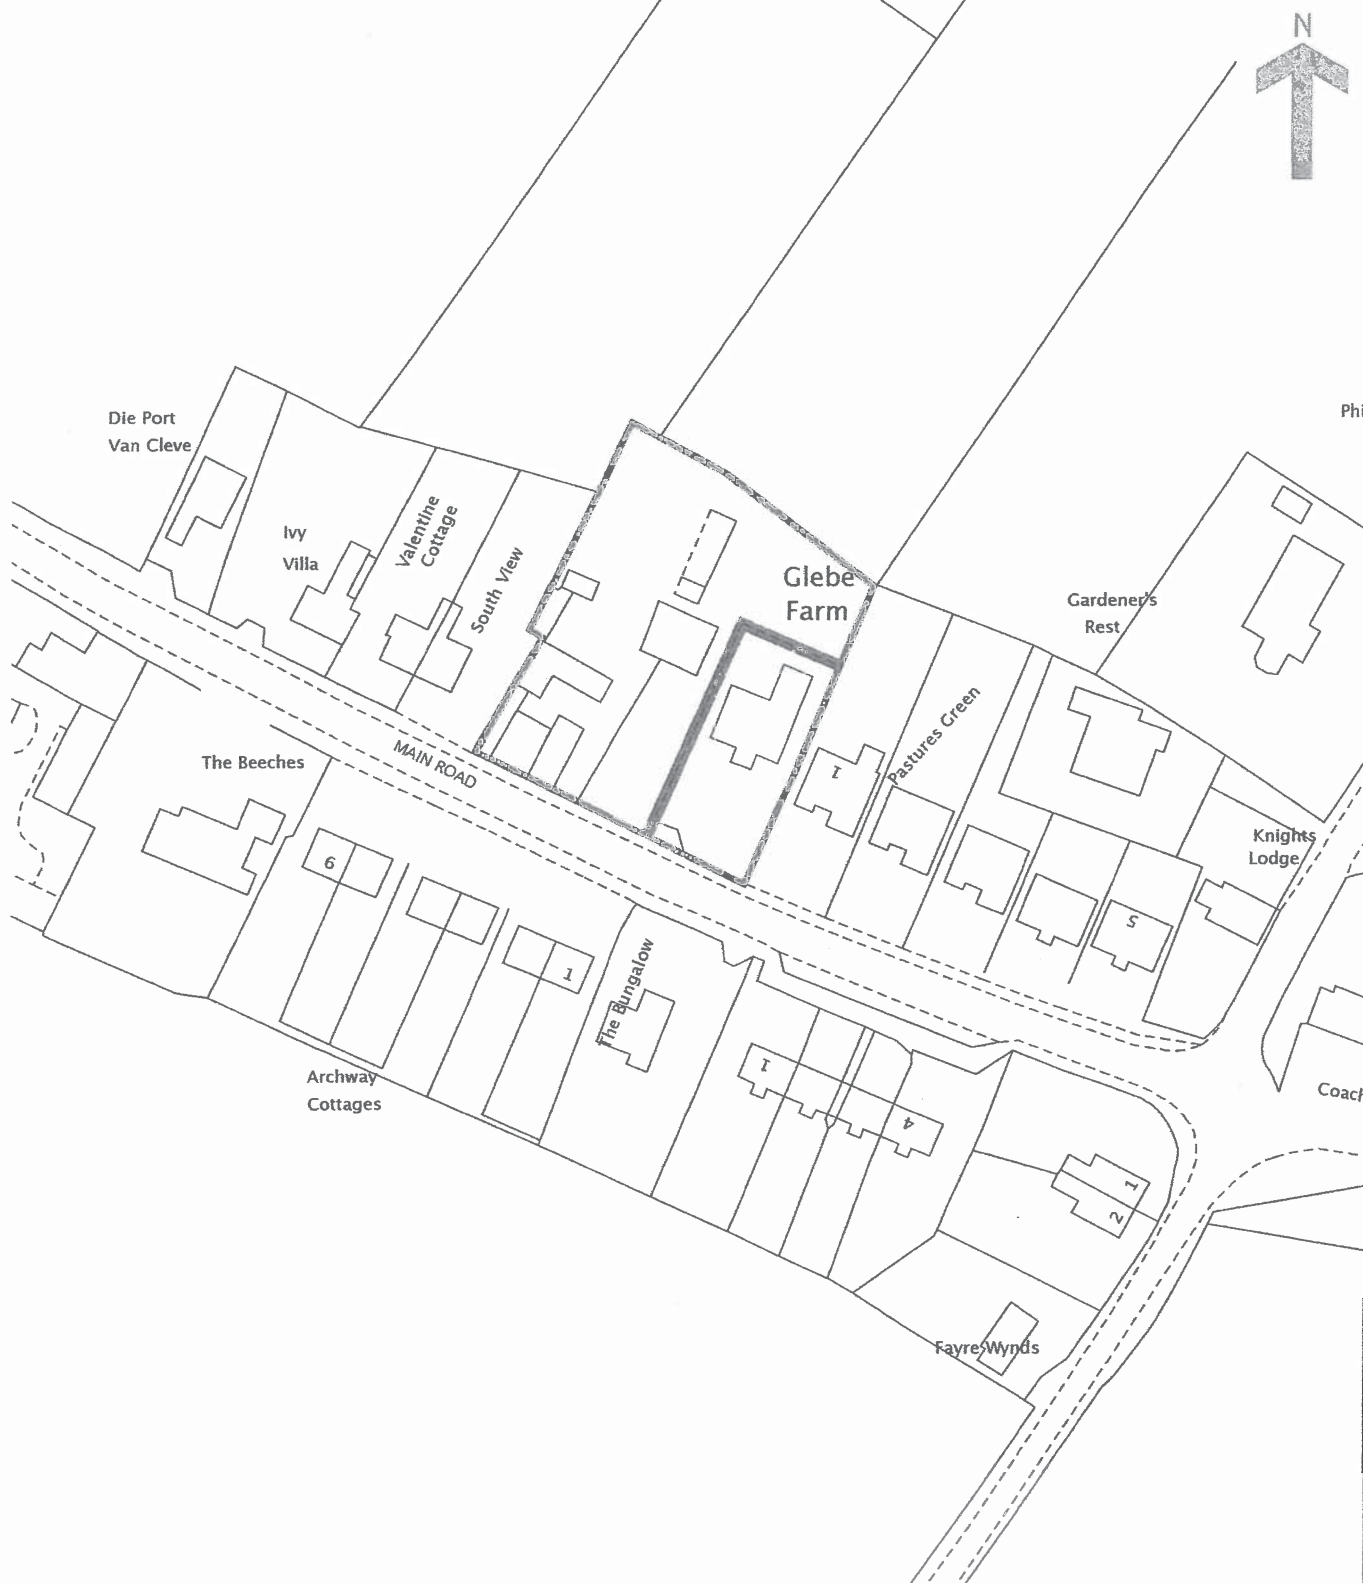 N
Die Port
Van Cleve
Phi
Ivy
Villa
Valentine
Cottage
South View
Glebe
Farm
Gardener's
Rest
Pastures Green
1
MAIN ROAD
The Beeches
6
1
5
Knights
Lodge
The Bungalow
Archway
Cottages
1
4
Coach
1
2
Fayre Wynds